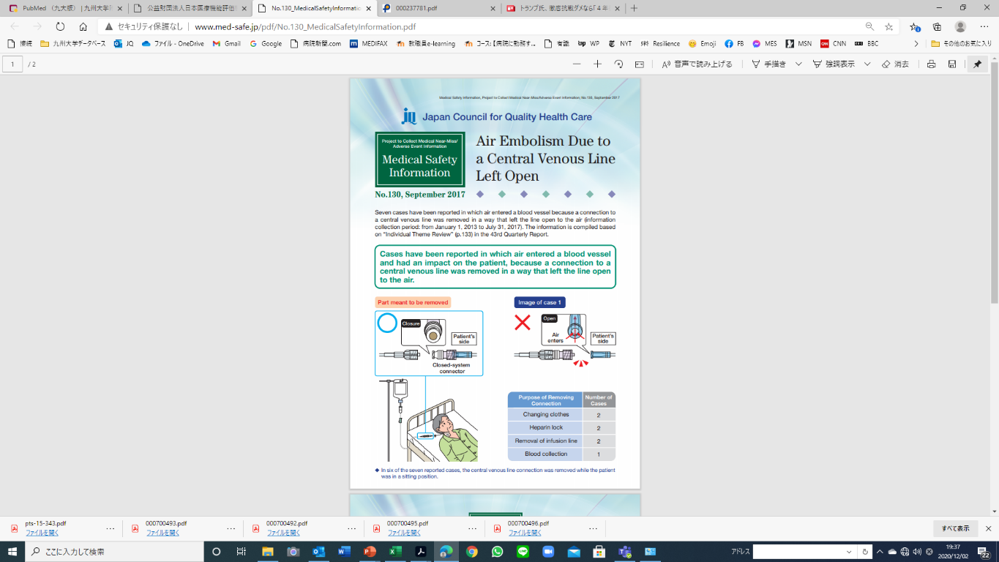 PubMed （九大版） | 九州大学附
公益財団法人日本医療機能評価
No.130_MedicalSafetyInformatio
000237781.pdf
トランプ氏、徹底抗戦ダメなら「4 年
セキュリティ保護なし | www.med-safe.jp/pdf/No.130_MedicalSafetyInformation.pdf
接続 九州大学データベース JQ ファイル - OneDrive Gmail Google 病院新聞.com MEDIFAX 教職員e-learning コース:【病院に勤務す... 有識 WP NYT Resilience Emoji FB MES MSN CNN BBC その他のお気に入り
1 / 2 音声で読み上げる 手描き 強調表示 消去
Medical Safety Information, Project to Collect Medical Near-Miss/Adverse Event Information; No.130, September 2017
Japan Council for Quality Health Care
Project to Collect Medical Near-Miss/
Adverse Event Information
Medical Safety
Information
No.130, September 2017
Air Embolism Due to
a Central Venous Line
Left Open
Seven cases have been reported in which air entered a blood vessel because a connection to
a central venous line was removed in a way that left the line open to the air (information
collection period: from January 1, 2013 to July 31, 2017). The information is compiled based
on "Individual Theme Review" (p.133) in the 43rd Quarterly Report.
Cases have been reported in which air entered a blood vessel
and had an impact on the patient, because a connection to a
central venous line was removed in a way that left the line open
to the air.
Part meant to be removed
Closure
Patient's
side
Closed-system
connector
Image of case 1
Open
Air
enters
Patient's
side
Purpose of Removing
Connection
Number of
Cases
Changing clothes 2
Heparin lock 2
Removal of infusion line 2
Blood collection 1
◆ In six of the seven reported cases, the central venous line connection was removed while the patient
was in a sitting position.
pts-15-343.pdf
ファイルを開く
000700493.pdf
ファイルを開く
000700492.pdf
ファイルを開く
000700495.pdf
ファイルを開く
000700496.pdf
ファイルを開く
すべて表示
ここに入力して検索
アドレス
19:37
2020/12/02
22